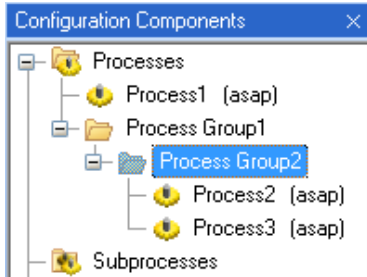 Configuration Components
Processes
Process1 (asap)
Process Group1
Process Group2
Process2 (asap)
Process3 (asap)
Subprocesses